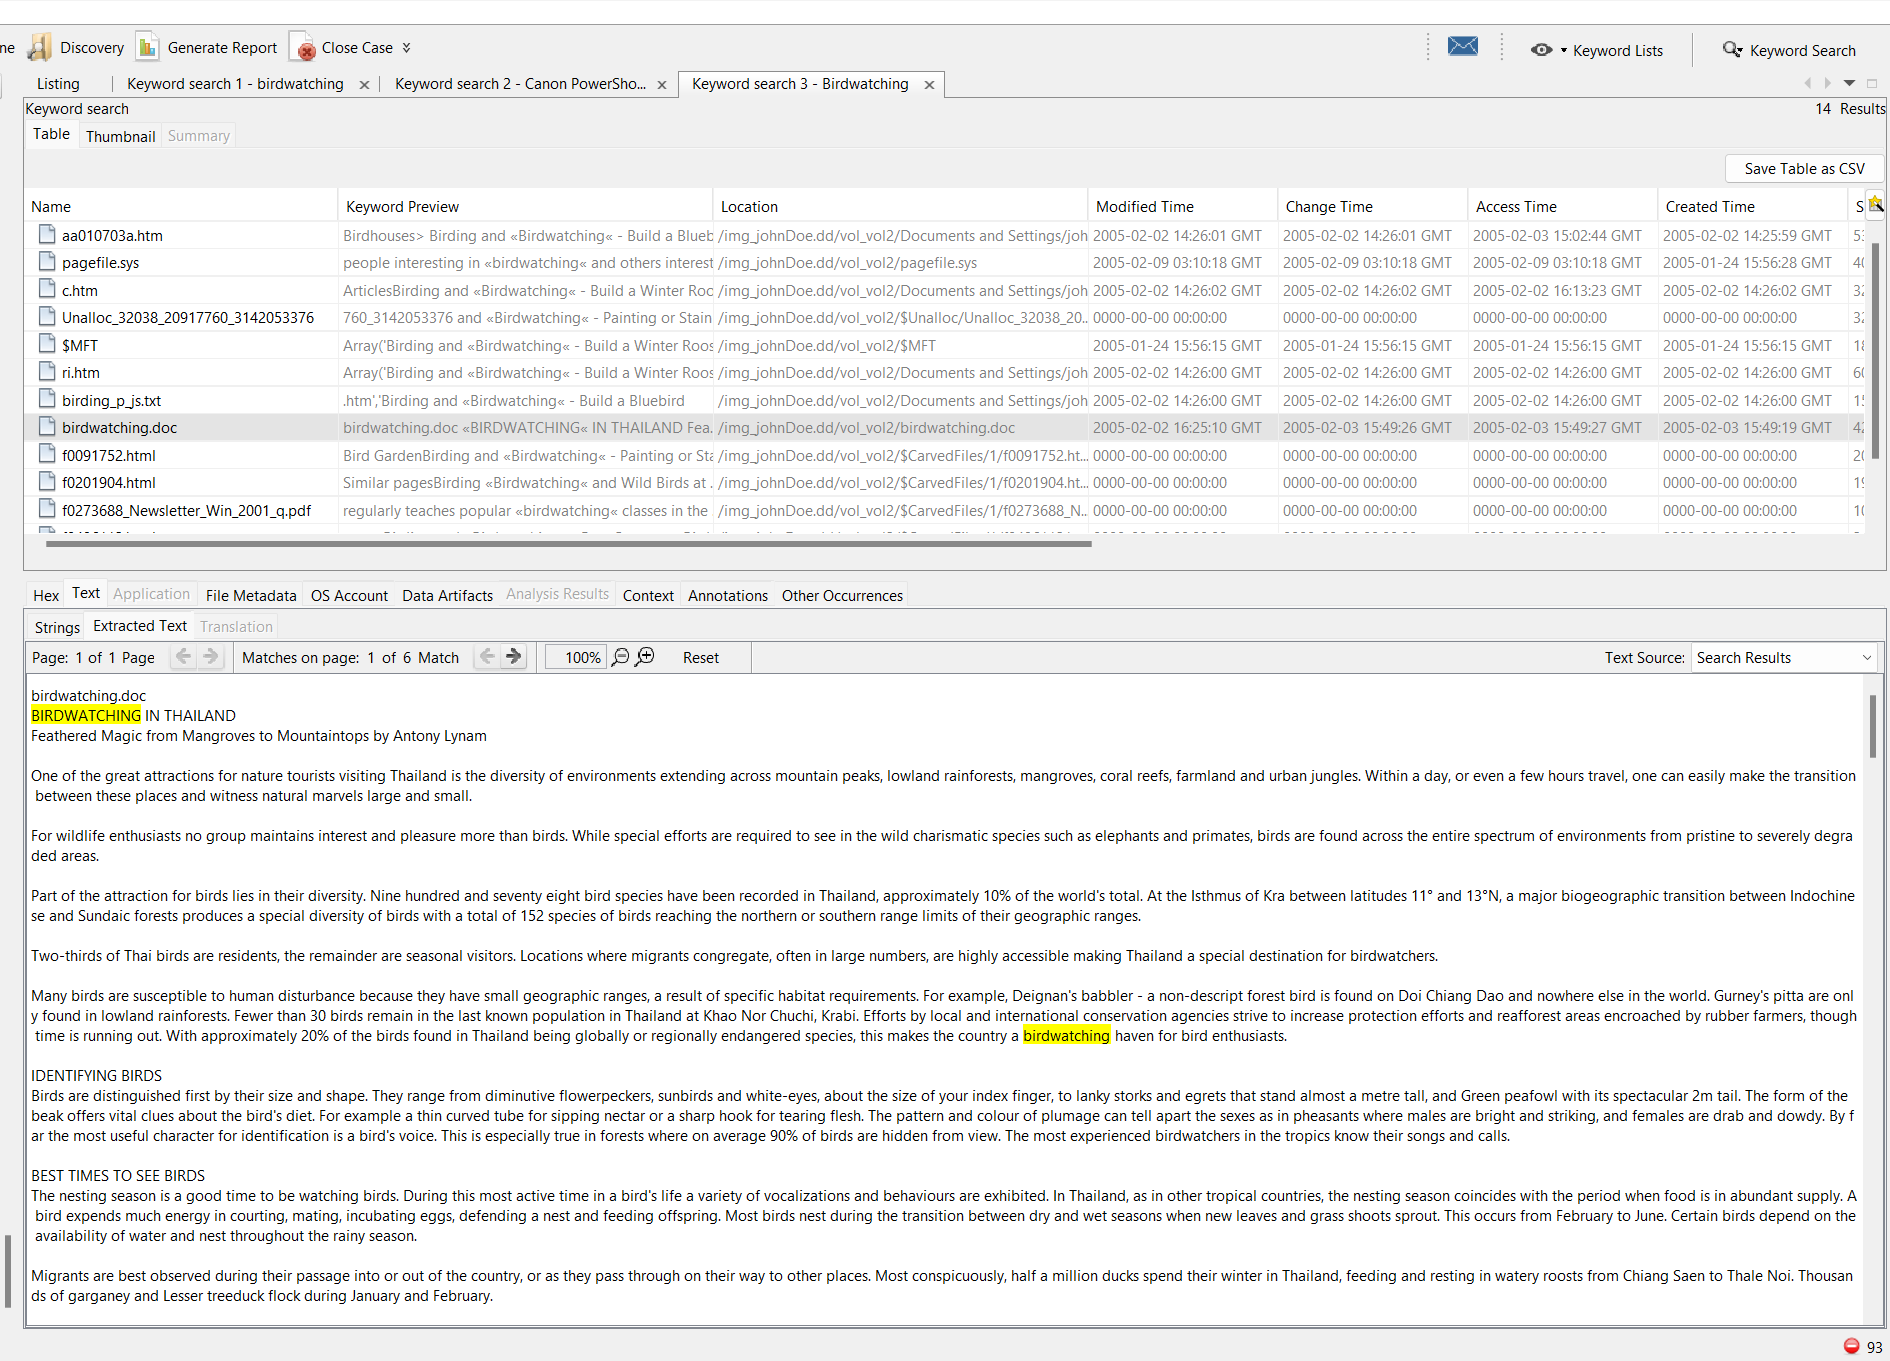 ne Discovery Generate Report Close Case Keyword Lists Keyword Search
Listing Keyword search 1 - birdwatching Keyword search 2 - Canon PowerSho... Keyword search 3 - Birdwatching
Keyword search 14 Results
Table Thumbnail Summary
Save Table as CSV
Name Keyword Preview Location Modified Time Change Time Access Time Created Time S
aa010703a.htm Birdhouses> Birding and «Birdwatching« - Build a Blueb /img_johnDoe.dd/vol_vol2/Documents and Settings/joh 2005-02-02 14:26:01 GMT 2005-02-02 14:26:01 GMT 2005-02-03 15:02:44 GMT 2005-02-02 14:25:59 GMT 53
pagefile.sys people interesting in «birdwatching« and others interest /img_johnDoe.dd/vol_vol2/pagefile.sys 2005-02-09 03:10:18 GMT 2005-02-09 03:10:18 GMT 2005-02-09 03:10:18 GMT 2005-01-24 15:56:28 GMT 40
c.htm ArticlesBirding and «Birdwatching« - Build a Winter Roo /img_johnDoe.dd/vol_vol2/Documents and Settings/joh 2005-02-02 14:26:02 GMT 2005-02-02 14:26:02 GMT 2005-02-02 16:13:23 GMT 2005-02-02 14:26:02 GMT 32
Unalloc_32038_20917760_3142053376 760_3142053376 and «Birdwatching« - Painting or Stain /img_johnDoe.dd/vol_vol2/$Unalloc/Unalloc_32038_20... 0000-00-00 00:00:00 0000-00-00 00:00:00 0000-00-00 00:00:00 0000-00-00 00:00:00 32
$MFT Array('Birding and «Birdwatching« - Build a Winter Roos /img_johnDoe.dd/vol_vol2/$MFT 2005-01-24 15:56:15 GMT 2005-01-24 15:56:15 GMT 2005-01-24 15:56:15 GMT 2005-01-24 15:56:15 GMT 18
ri.htm Array('Birding and «Birdwatching« - Build a Winter Roos /img_johnDoe.dd/vol_vol2/Documents and Settings/joh 2005-02-02 14:26:00 GMT 2005-02-02 14:26:00 GMT 2005-02-02 14:26:00 GMT 2005-02-02 14:26:00 GMT 60
birding_p_js.txt .htm','Birding and «Birdwatching« - Build a Bluebird /img_johnDoe.dd/vol_vol2/Documents and Settings/joh 2005-02-02 14:26:00 GMT 2005-02-02 14:26:00 GMT 2005-02-02 14:26:00 GMT 2005-02-02 14:26:00 GMT 15
birdwatching.doc birdwatching.doc «BIRDWATCHING« IN THAILAND Fea... /img_johnDoe.dd/vol_vol2/birdwatching.doc 2005-02-02 16:25:10 GMT 2005-02-03 15:49:26 GMT 2005-02-03 15:49:27 GMT 2005-02-03 15:49:19 GMT 42
f0091752.html Bird GardenBirding and «Birdwatching« - Painting or Sta /img_johnDoe.dd/vol_vol2/$CarvedFiles/1/f0091752.ht... 0000-00-00 00:00:00 0000-00-00 00:00:00 0000-00-00 00:00:00 0000-00-00 00:00:00 20
f0201904.html Similar pagesBirding «Birdwatching« and Wild Birds at . /img_johnDoe.dd/vol_vol2/$CarvedFiles/1/f0201904.ht... 0000-00-00 00:00:00 0000-00-00 00:00:00 0000-00-00 00:00:00 0000-00-00 00:00:00 19
f0273688_Newsletter_Win_2001_q.pdf regularly teaches popular «birdwatching« classes in the /img_johnDoe.dd/vol_vol2/$CarvedFiles/1/f0273688_N... 0000-00-00 00:00:00 0000-00-00 00:00:00 0000-00-00 00:00:00 0000-00-00 00:00:00 10
Hex Text Application File Metadata OS Account Data Artifacts Analysis Results Context Annotations Other Occurrences
Strings Extracted Text Translation
Page: 1 of 1 Page Matches on page: 1 of 6 Match 100% Reset Text Source: Search Results
birdwatching.doc
BIRDWATCHING IN THAILAND
Feathered Magic from Mangroves to Mountaintops by Antony Lynam
One of the great attractions for nature tourists visiting Thailand is the diversity of environments extending across mountain peaks, lowland rainforests, mangroves, coral reefs, farmland and urban jungles. Within a day, or even a few hours travel, one can easily make the transition
between these places and witness natural marvels large and small.
For wildlife enthusiasts no group maintains interest and pleasure more than birds. While special efforts are required to see in the wild charismatic species such as elephants and primates, birds are found across the entire spectrum of environments from pristine to severely degra
ded areas.
Part of the attraction for birds lies in their diversity. Nine hundred and seventy eight bird species have been recorded in Thailand, approximately 10% of the world's total. At the Isthmus of Kra between latitudes 11° and 13°N, a major biogeographic transition between Indochine
se and Sundaic forests produces a special diversity of birds with a total of 152 species of birds reaching the northern or southern range limits of their geographic ranges.
Two-thirds of Thai birds are residents, the remainder are seasonal visitors. Locations where migrants congregate, often in large numbers, are highly accessible making Thailand a special destination for birdwatchers.
Many birds are susceptible to human disturbance because they have small geographic ranges, a result of specific habitat requirements. For example, Deignan's babbler - a non-descript forest bird is found on Doi Chiang Dao and nowhere else in the world. Gurney's pitta are onl
y found in lowland rainforests. Fewer than 30 birds remain in the last known population in Thailand at Khao Nor Chuchi, Krabi. Efforts by local and international conservation agencies strive to increase protection efforts and reafforest areas encroached by rubber farmers, though
time is running out. With approximately 20% of the birds found in Thailand being globally or regionally endangered species, this makes the country a birdwatching haven for bird enthusiasts.
IDENTIFYING BIRDS
Birds are distinguished first by their size and shape. They range from diminutive flowerpeckers, sunbirds and white-eyes, about the size of your index finger, to lanky storks and egrets that stand almost a metre tall, and Green peafowl with its spectacular 2m tail. The form of the
beak offers vital clues about the bird's diet. For example a thin curved tube for sipping nectar or a sharp hook for tearing flesh. The pattern and colour of plumage can tell apart the sexes as in pheasants where males are bright and striking, and females are drab and dowdy. By f
ar the most useful character for identification is a bird's voice. This is especially true in forests where on average 90% of birds are hidden from view. The most experienced birdwatchers in the tropics know their songs and calls.
BEST TIMES TO SEE BIRDS
The nesting season is a good time to be watching birds. During this most active time in a bird's life a variety of vocalizations and behaviours are exhibited. In Thailand, as in other tropical countries, the nesting season coincides with the period when food is in abundant supply. A
bird expends much energy in courting, mating, incubating eggs, defending a nest and feeding offspring. Most birds nest during the transition between dry and wet seasons when new leaves and grass shoots sprout. This occurs from February to June. Certain birds depend on the
availability of water and nest throughout the rainy season.
Migrants are best observed during their passage into or out of the country, or as they pass through on their way to other places. Most conspicuously, half a million ducks spend their winter in Thailand, feeding and resting in watery roosts from Chiang Saen to Thale Noi. Thousan
ds of garganey and Lesser treeduck flock during January and February.
93